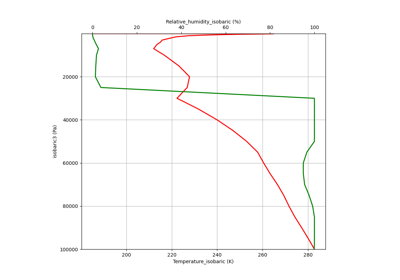 Relative_humidity_isobaric (%)
0 20 40 60 80 100
isobaric3 (Pa)
20000
40000
60000
80000
100000
200 220 240 260 280
Temperature_isobaric (K)